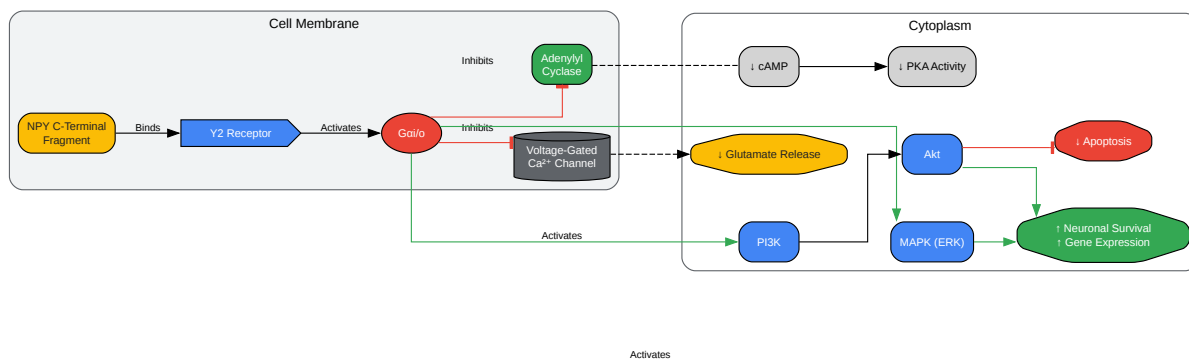 Cell Membrane
Cytoplasm
Inhibits
Adenylyl
Cyclase
↓ cAMP
↓ PKA Activity
NPY C-Terminal
Fragment
Binds
Y2 Receptor
Activates
Gαi/o
Inhibits
Voltage-Gated
Ca²⁺ Channel
↓ Glutamate Release
Akt
↓ Apoptosis
Activates
PI3K
MAPK (ERK)
↑ Neuronal Survival
↑ Gene Expression
Activates